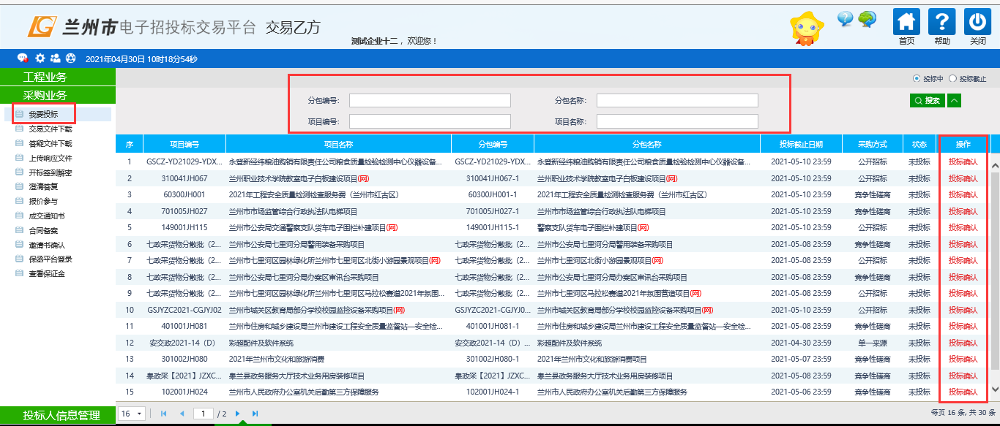 兰州市电子招投标交易平台 交易乙方
测试企业十二，欢迎您！
首页 帮助 关闭
2021年04月30日 10时18分54秒
工程业务
采购业务
我要投标
交易文件下载
答疑文件下载
上传响应文件
开标签到解密
澄清答复
报价参与
成交通知书
合同备案
邀请书确认
保函平台登录
查看保证金
投标人信息管理
投标中 投标截止
分包编号: 分包名称:
搜索
项目编号: 项目名称:
序 项目编号 项目名称 分包编号 分包名称 投标截止日期 采购方式 状态 操作
1 GSCZ-YD21029-YDX... 永登新经纬粮油购销有限责任公司粮食质量检验检测中心仪器设备... GSCZ-YD21029-YDX... 永登新经纬粮油购销有限责任公司粮食质量检验检测中心仪器设备... 2021-05-10 23:59 公开招标 未投标 投标确认
2 310041JH067 兰州职业技术学院教室电子白板建设项目(网) 310041JH067-1 兰州职业技术学院教室电子白板建设项目(网) 2021-05-10 23:59 公开招标 未投标 投标确认
3 60300JH001 2021年工程安全质量检测检查服务费（兰州市红古区） 60300JH001-1 2021年工程安全质量检测检查服务费（兰州市红古区） 2021-05-10 23:59 竞争性磋商 未投标 投标确认
4 701005JH027 兰州市市场监管综合行政执法队电梯项目 701005JH027-1 兰州市市场监管综合行政执法队电梯项目 2021-05-10 23:59 竞争性磋商 未投标 投标确认
5 149001JH115 兰州市公安局交通警察支队货车电子围栏补建项目(网) 149001JH115-1 警察支队货车电子围栏补建项目(网) 2021-05-10 23:59 公开招标 未投标 投标确认
6 七政采货物分散批（2... 兰州市公安局七里河分局警用装备采购项目 七政采货物分散批（2... 兰州市公安局七里河分局警用装备采购项目 2021-05-08 23:59 竞争性磋商 未投标 投标确认
7 七政采货物分散批（2... 兰州市七里河区园林绿化所兰州市七里河区北街小游园景观项目(网) 七政采货物分散批（2... 兰州市七里河区北街小游园景观项目(网) 2021-05-08 23:59 公开招标 未投标 投标确认
8 七政采货物分散批（2... 兰州市公安局七里河分局办案区审讯台采购项目 七政采货物分散批（2... 兰州市公安局七里河分局办案区审讯台采购项目 2021-05-08 23:59 竞争性磋商 未投标 投标确认
9 七政采货物分散批（2... 兰州市七里河区园林绿化所兰州市七里河区马拉松赛道2021年氛围... 七政采货物分散批（2... 兰州市七里河区马拉松赛道2021年氛围营造项目(网) 2021-05-08 23:59 公开招标 未投标 投标确认
10 GSJYZC2021-CGJYJ02 兰州市城关区教育局部分学校校园监控设备采购项目(网) GSJYZC2021-CGJYJ0... 兰州市城关区教育局部分学校校园监控设备采购项目(网) 2021-05-10 23:59 公开招标 未投标 投标确认
11 401001JH081 兰州市住房和城乡建设局兰州市建设工程安全质量监督站—安全检... 401001JH081-1 兰州市住房和城乡建设局兰州市建设工程安全质量监督站—安全检... 2021-05-08 23:59 竞争性磋商 未投标 投标确认
12 安交政2021-14（D） 彩超配件及软件系统 安交政2021-14（D）... 彩超配件及软件系统 2021-04-30 23:59 单一来源 未投标 投标确认
13 301002JH080 2021年兰州市文化和旅游消费 301002JH080-1 2021年兰州市文化和旅游消费项目 2021-05-07 23:59 竞争性磋商 未投标 投标确认
14 皋政采【2021】JZXC... 皋兰县政务服务大厅技术业务用房装修项目 皋政采【2021】JZXC... 皋兰县政务服务大厅技术业务用房装修项目 2021-05-08 23:59 竞争性磋商 未投标 投标确认
15 102001JH024 兰州市人民政府办公室机关后勤第三方保障服务 102001JH024-1 兰州市人民政府办公室机关后勤第三方保障服务 2021-05-06 23:59 竞争性磋商 未投标 投标确认
16 1 / 2 每页 16 条, 共 30 条